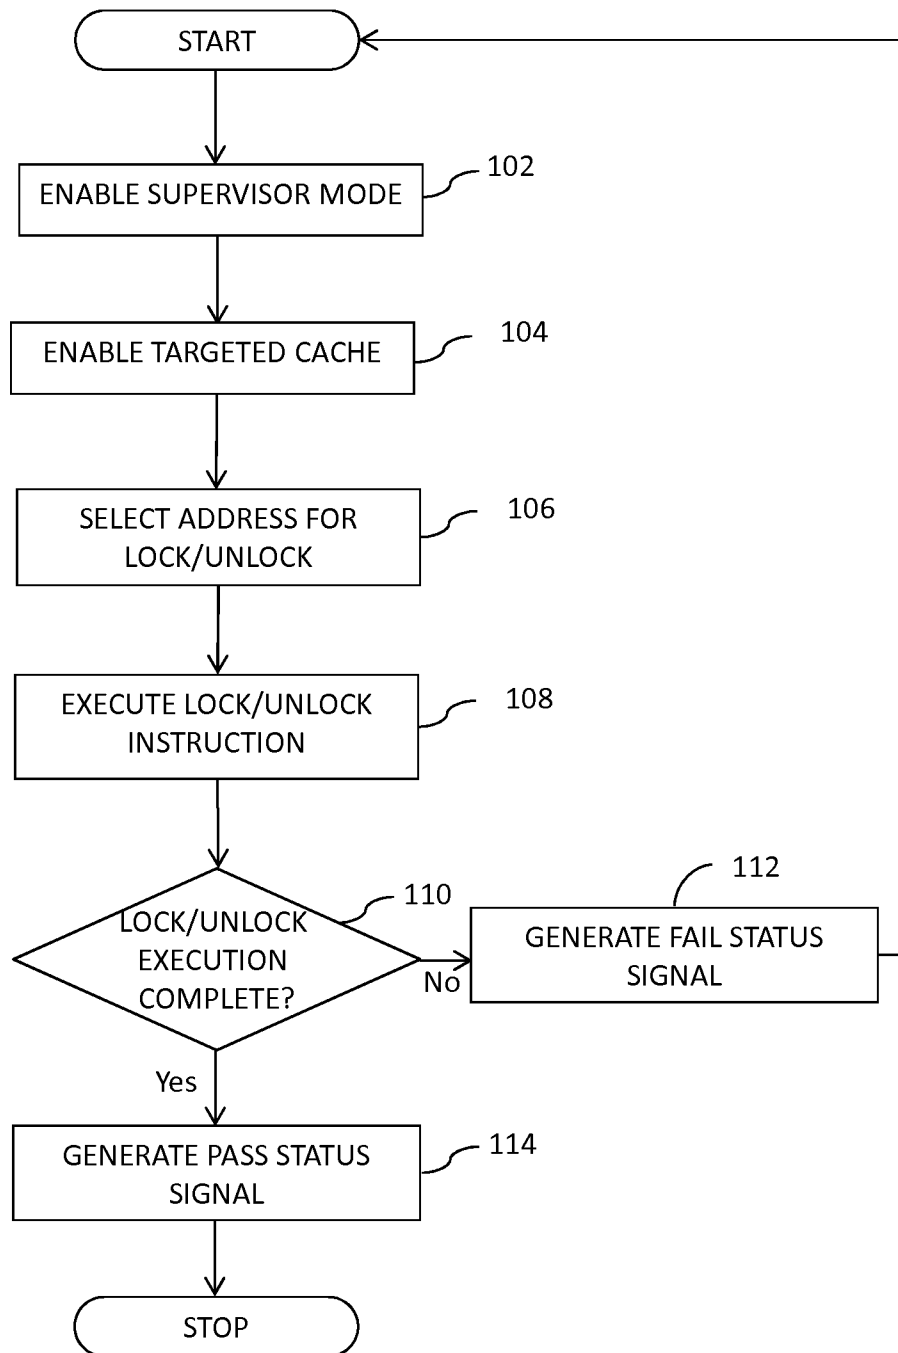 START
102
ENABLE SUPERVISOR MODE
104
ENABLE TARGETED CACHE
106
SELECT ADDRESS FOR
LOCK/UNLOCK
108
EXECUTE LOCK/UNLOCK
INSTRUCTION
110
LOCK/UNLOCK
EXECUTION
COMPLETE?
No
112
GENERATE FAIL STATUS
SIGNAL
Yes
114
GENERATE PASS STATUS
SIGNAL
STOP